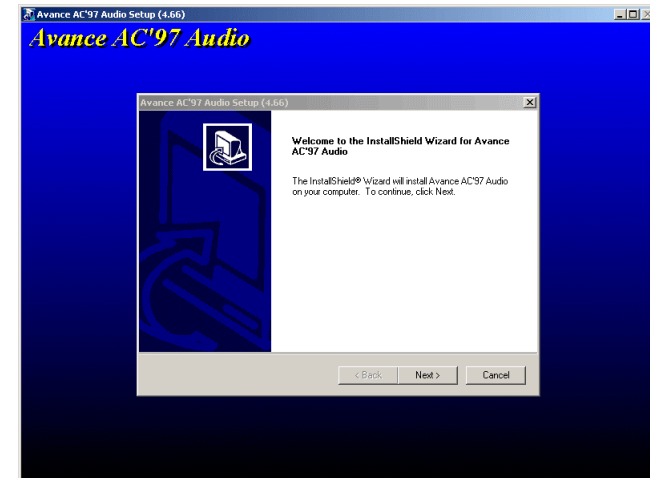 Avance AC'97 Audio Setup (4.66)
Avance AC'97 Audio
Avance AC'97 Audio Setup (4.66)
Welcome to the InstallShield Wizard for Avance
AC'97 Audio
The InstallShield® Wizard will install Avance AC'97 Audio
on your computer. To continue, click Next.
< Back Next > Cancel